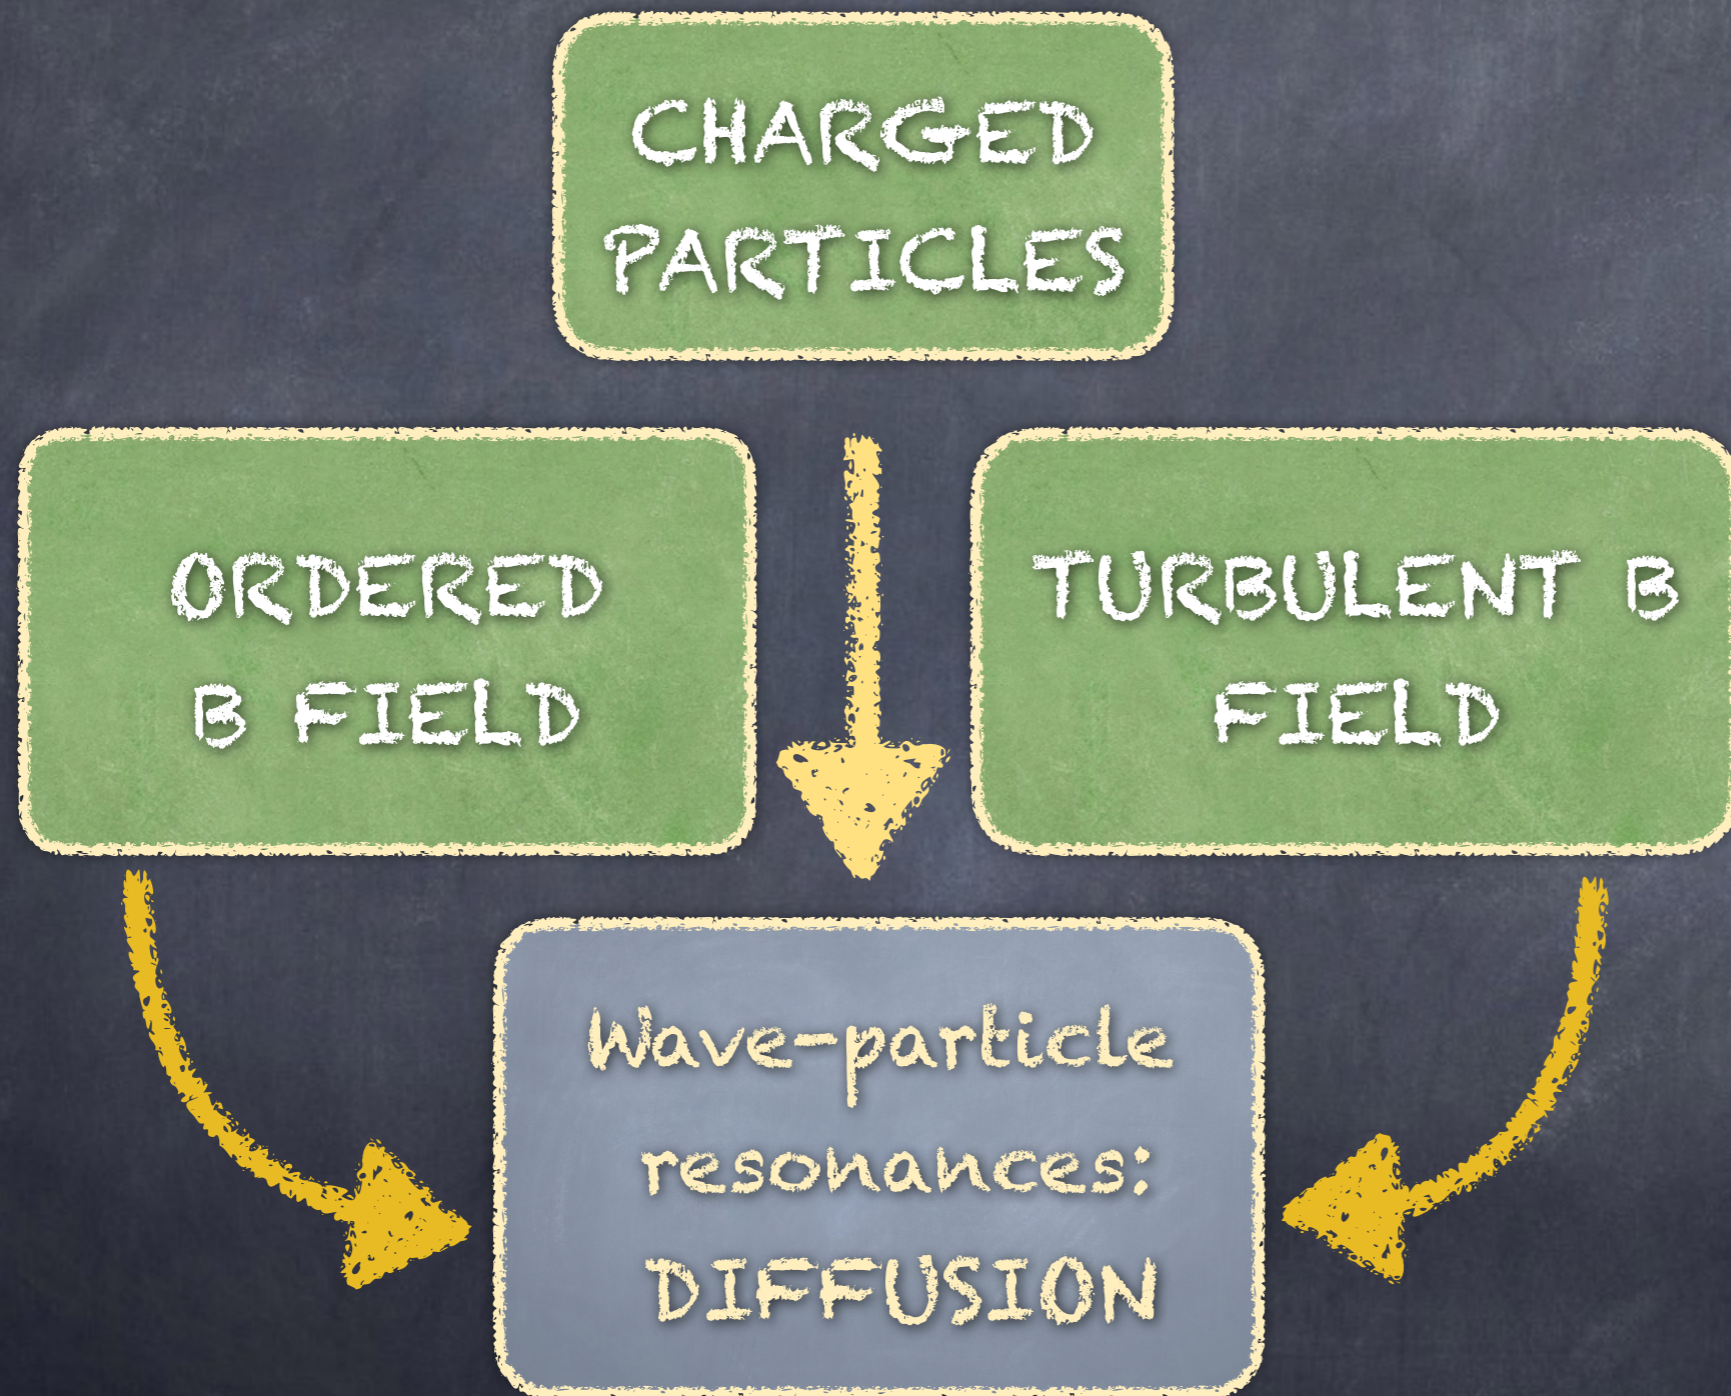 CHARGED
PARTICLES
ORDERED
B FIELD
TURBULENT B
FIELD
Wave-particle
resonances:
DIFFUSION